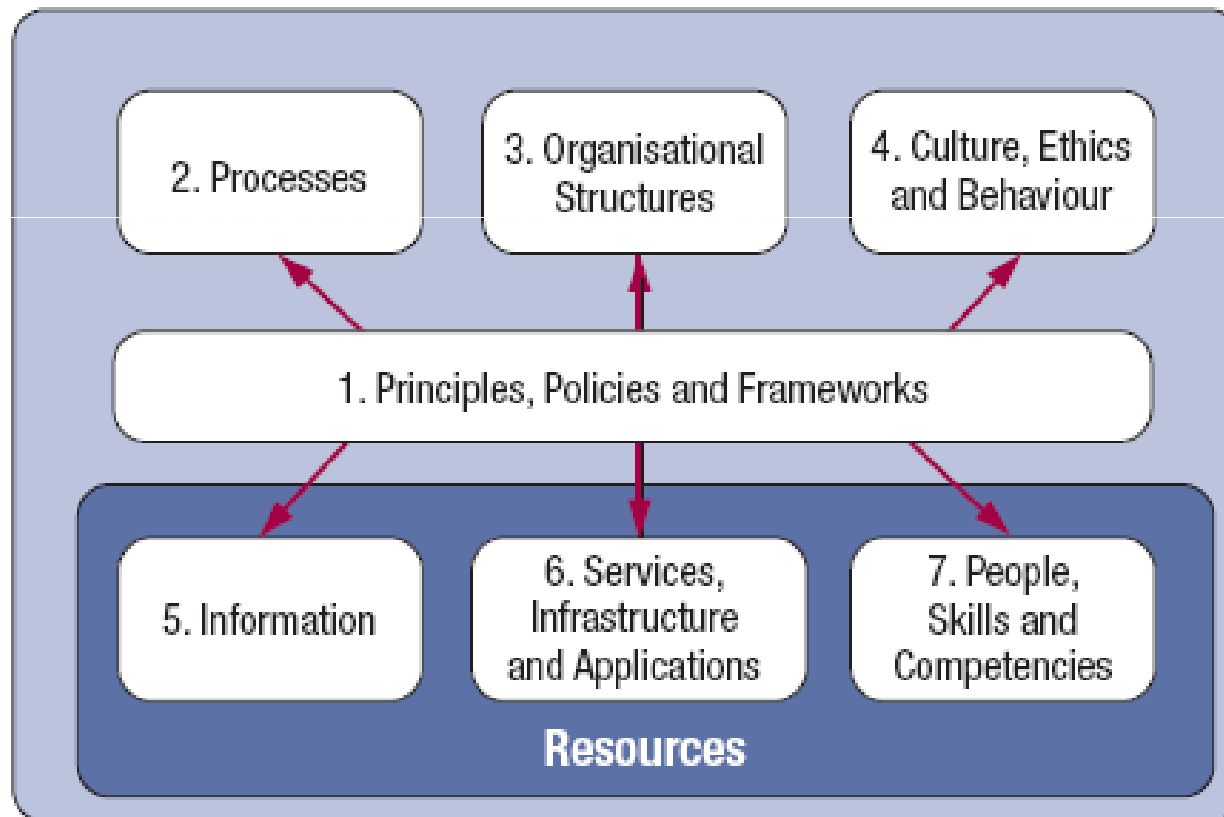 2. Processes
3. Organisational
Structures
4. Culture, Ethics
and Behaviour
1. Principles, Policies and Frameworks
5. Information
6. Services,
Infrastructure
and Applications
7. People,
Skills and
Competencies
Resources